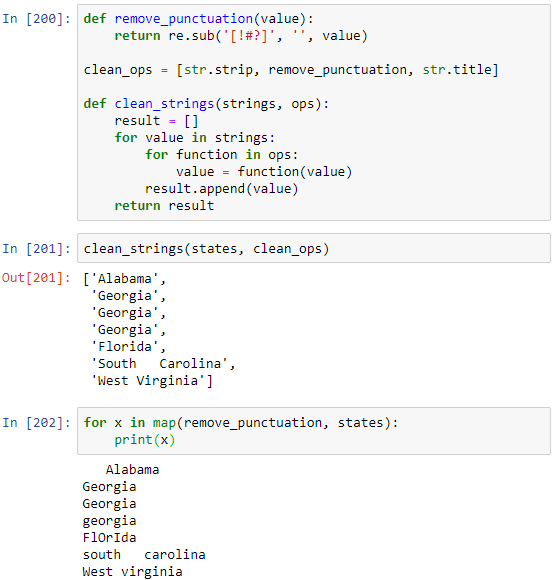 In [200]: def remove_punctuation(value):
    return re.sub('[!#?]', '', value)

clean_ops = [str.strip, remove_punctuation, str.title]

def clean_strings(strings, ops):
    result = []
    for value in strings:
        for function in ops:
            value = function(value)
        result.append(value)
    return result
In [201]: clean_strings(states, clean_ops)
Out[201]: ['Alabama',
 'Georgia',
 'Georgia',
 'Georgia',
 'Florida',
 'South   Carolina',
 'West Virginia']
In [202]: for x in map(remove_punctuation, states):
    print(x)
   Alabama
Georgia
Georgia
georgia
FlOrIda
south   carolina
West virginia